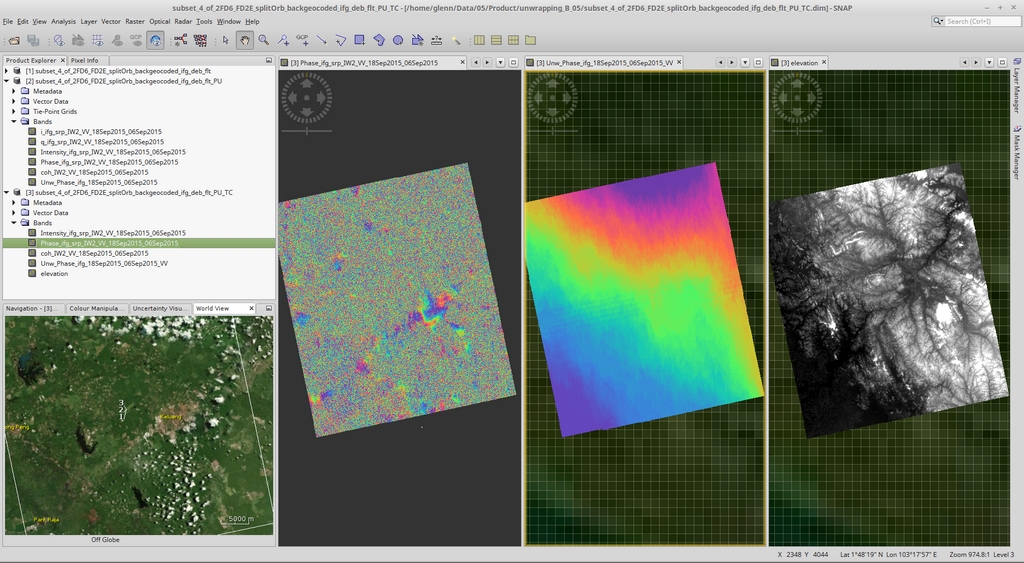 subset_4_of_2FD6_FD2E_splitOrb_backgeocoded_ifg_deb_flt_PU_TC - [/home/glenn/Data/05/Product/unwrapping_B_05/subset_4_of_2FD6_FD2E_splitOrb_backgeocoded_ifg_deb_flt_PU_TC.dim] - SNAP
File Edit View Analysis Layer Vector Raster Optical Radar Tools Window Help
Search (Ctrl+I)
GCP
Product Explorer Pixel Info
[1] subset_4_of_2FD6_FD2E_splitOrb_backgeocoded_ifg_deb_flt
[2] subset_4_of_2FD6_FD2E_splitOrb_backgeocoded_ifg_deb_flt_PU
Metadata
Vector Data
Tie-Point Grids
Bands
i_ifg_srp_IW2_VV_18Sep2015_06Sep2015
q_ifg_srp_IW2_VV_18Sep2015_06Sep2015
Intensity_ifg_srp_IW2_VV_18Sep2015_06Sep2015
Phase_ifg_srp_IW2_VV_18Sep2015_06Sep2015
coh_IW2_VV_18Sep2015_06Sep2015
Unw_Phase_ifg_18Sep2015_06Sep2015
[3] subset_4_of_2FD6_FD2E_splitOrb_backgeocoded_ifg_deb_flt_PU_TC
Metadata
Vector Data
Bands
Intensity_ifg_srp_IW2_VV_18Sep2015_06Sep2015
Phase_ifg_srp_IW2_VV_18Sep2015_06Sep2015
coh_IW2_VV_18Sep2015_06Sep2015
Unw_Phase_ifg_18Sep2015_06Sep2015_VV
elevation
Navigation - [3]... Colour Manipula... Uncertainty Visu... World View
3
2
1
5000 m
Off Globe
[3] Phase_ifg_srp_IW2_VV_18Sep2015_06Sep2015
[3] Unw_Phase_ifg_18Sep2015_06Sep2015_VV
[3] elevation
Layer Manager
Mask Manager
X 2348 Y 4044 Lat 1°48'19" N Lon 103°17'57" E Zoom 974.8:1 Level 3